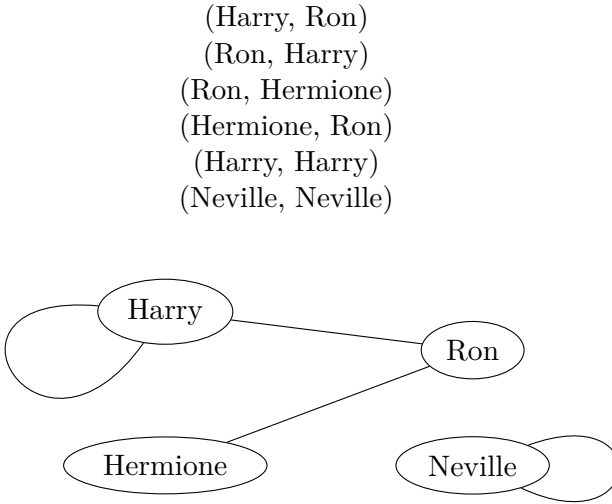 (Harry, Ron)
(Ron, Harry)
(Ron, Hermione)
(Hermione, Ron)
(Harry, Harry)
(Neville, Neville)
Harry
Ron
Hermione
Neville